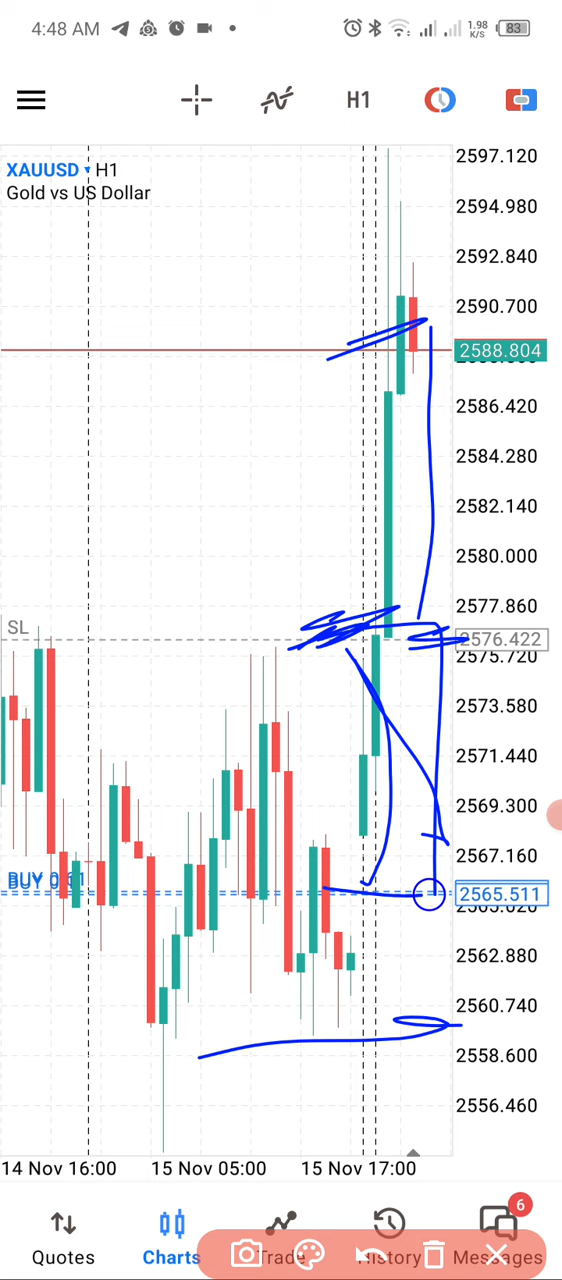 4:48 AM
1.98
K/S
83
H1
XAUUSD H1
Gold vs US Dollar
2597.120
2594.980
2592.840
2590.700
2588.804
2586.420
2584.280
2582.140
2580.000
2577.860
SL
2576.422
2575.720
2573.580
2571.440
2569.300
2567.160
BUY 0.01
2565.511
2562.880
2560.740
2558.600
2556.460
14 Nov 16:00
15 Nov 05:00
15 Nov 17:00
6
Quotes
Charts
Trade
History
Messages